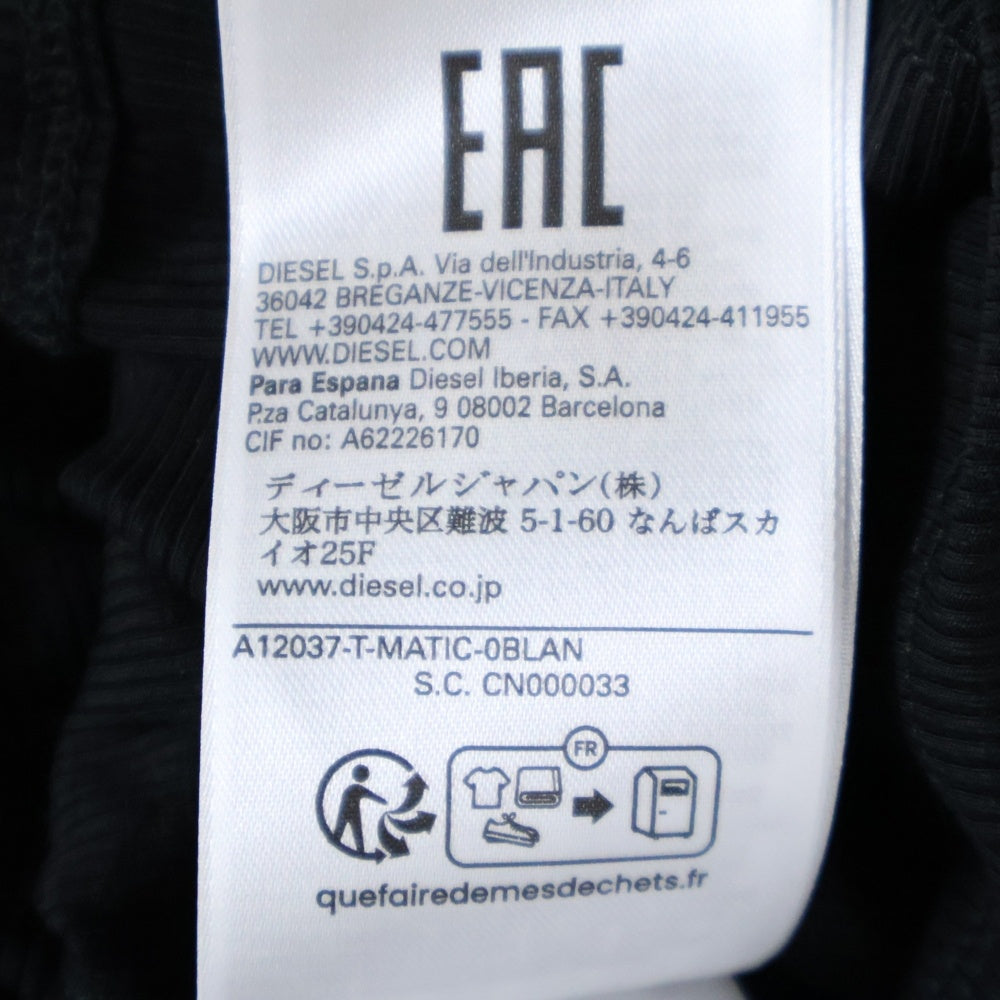 EAC
DIESEL S.p.A. Via dell'Industria, 4-6
36042 BREGANZE-VICENZA-ITALY
TEL +390424-477555 - FAX +390424-411955
WWW.DIESEL.COM
Para Espana Diesel Iberia, S.A.
P.za Catalunya, 9 08002 Barcelona
CIF no: A62226170
ディーゼルジャパン(株)
大阪市中央区難波 5-1-60 なんばスカ
イオ25F
www.diesel.co.jp
A12037-T-MATIC-0BLAN
S.C. CN000033
FR
quefairedemesdechets.fr